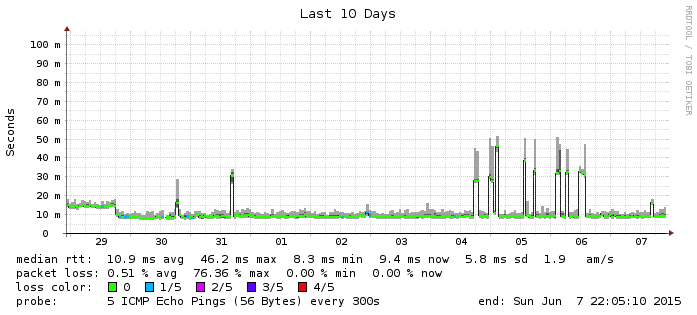 Last 10 Days
RRDTOOL / TOBI OETIKER
Seconds
100 m
90 m
80 m
70 m
60 m
50 m
40 m
30 m
20 m
10 m
0
29 30 31 01 02 03 04 05 06 07
median rtt: 10.9 ms avg 46.2 ms max 8.3 ms min 9.4 ms now 5.8 ms sd 1.9 am/s
packet loss: 0.51 % avg 76.36 % max 0.00 % min 0.00 % now
loss color: 0 1/5 2/5 3/5 4/5
probe: 5 ICMP Echo Pings (56 Bytes) every 300s end: Sun Jun 7 22:05:10 2015